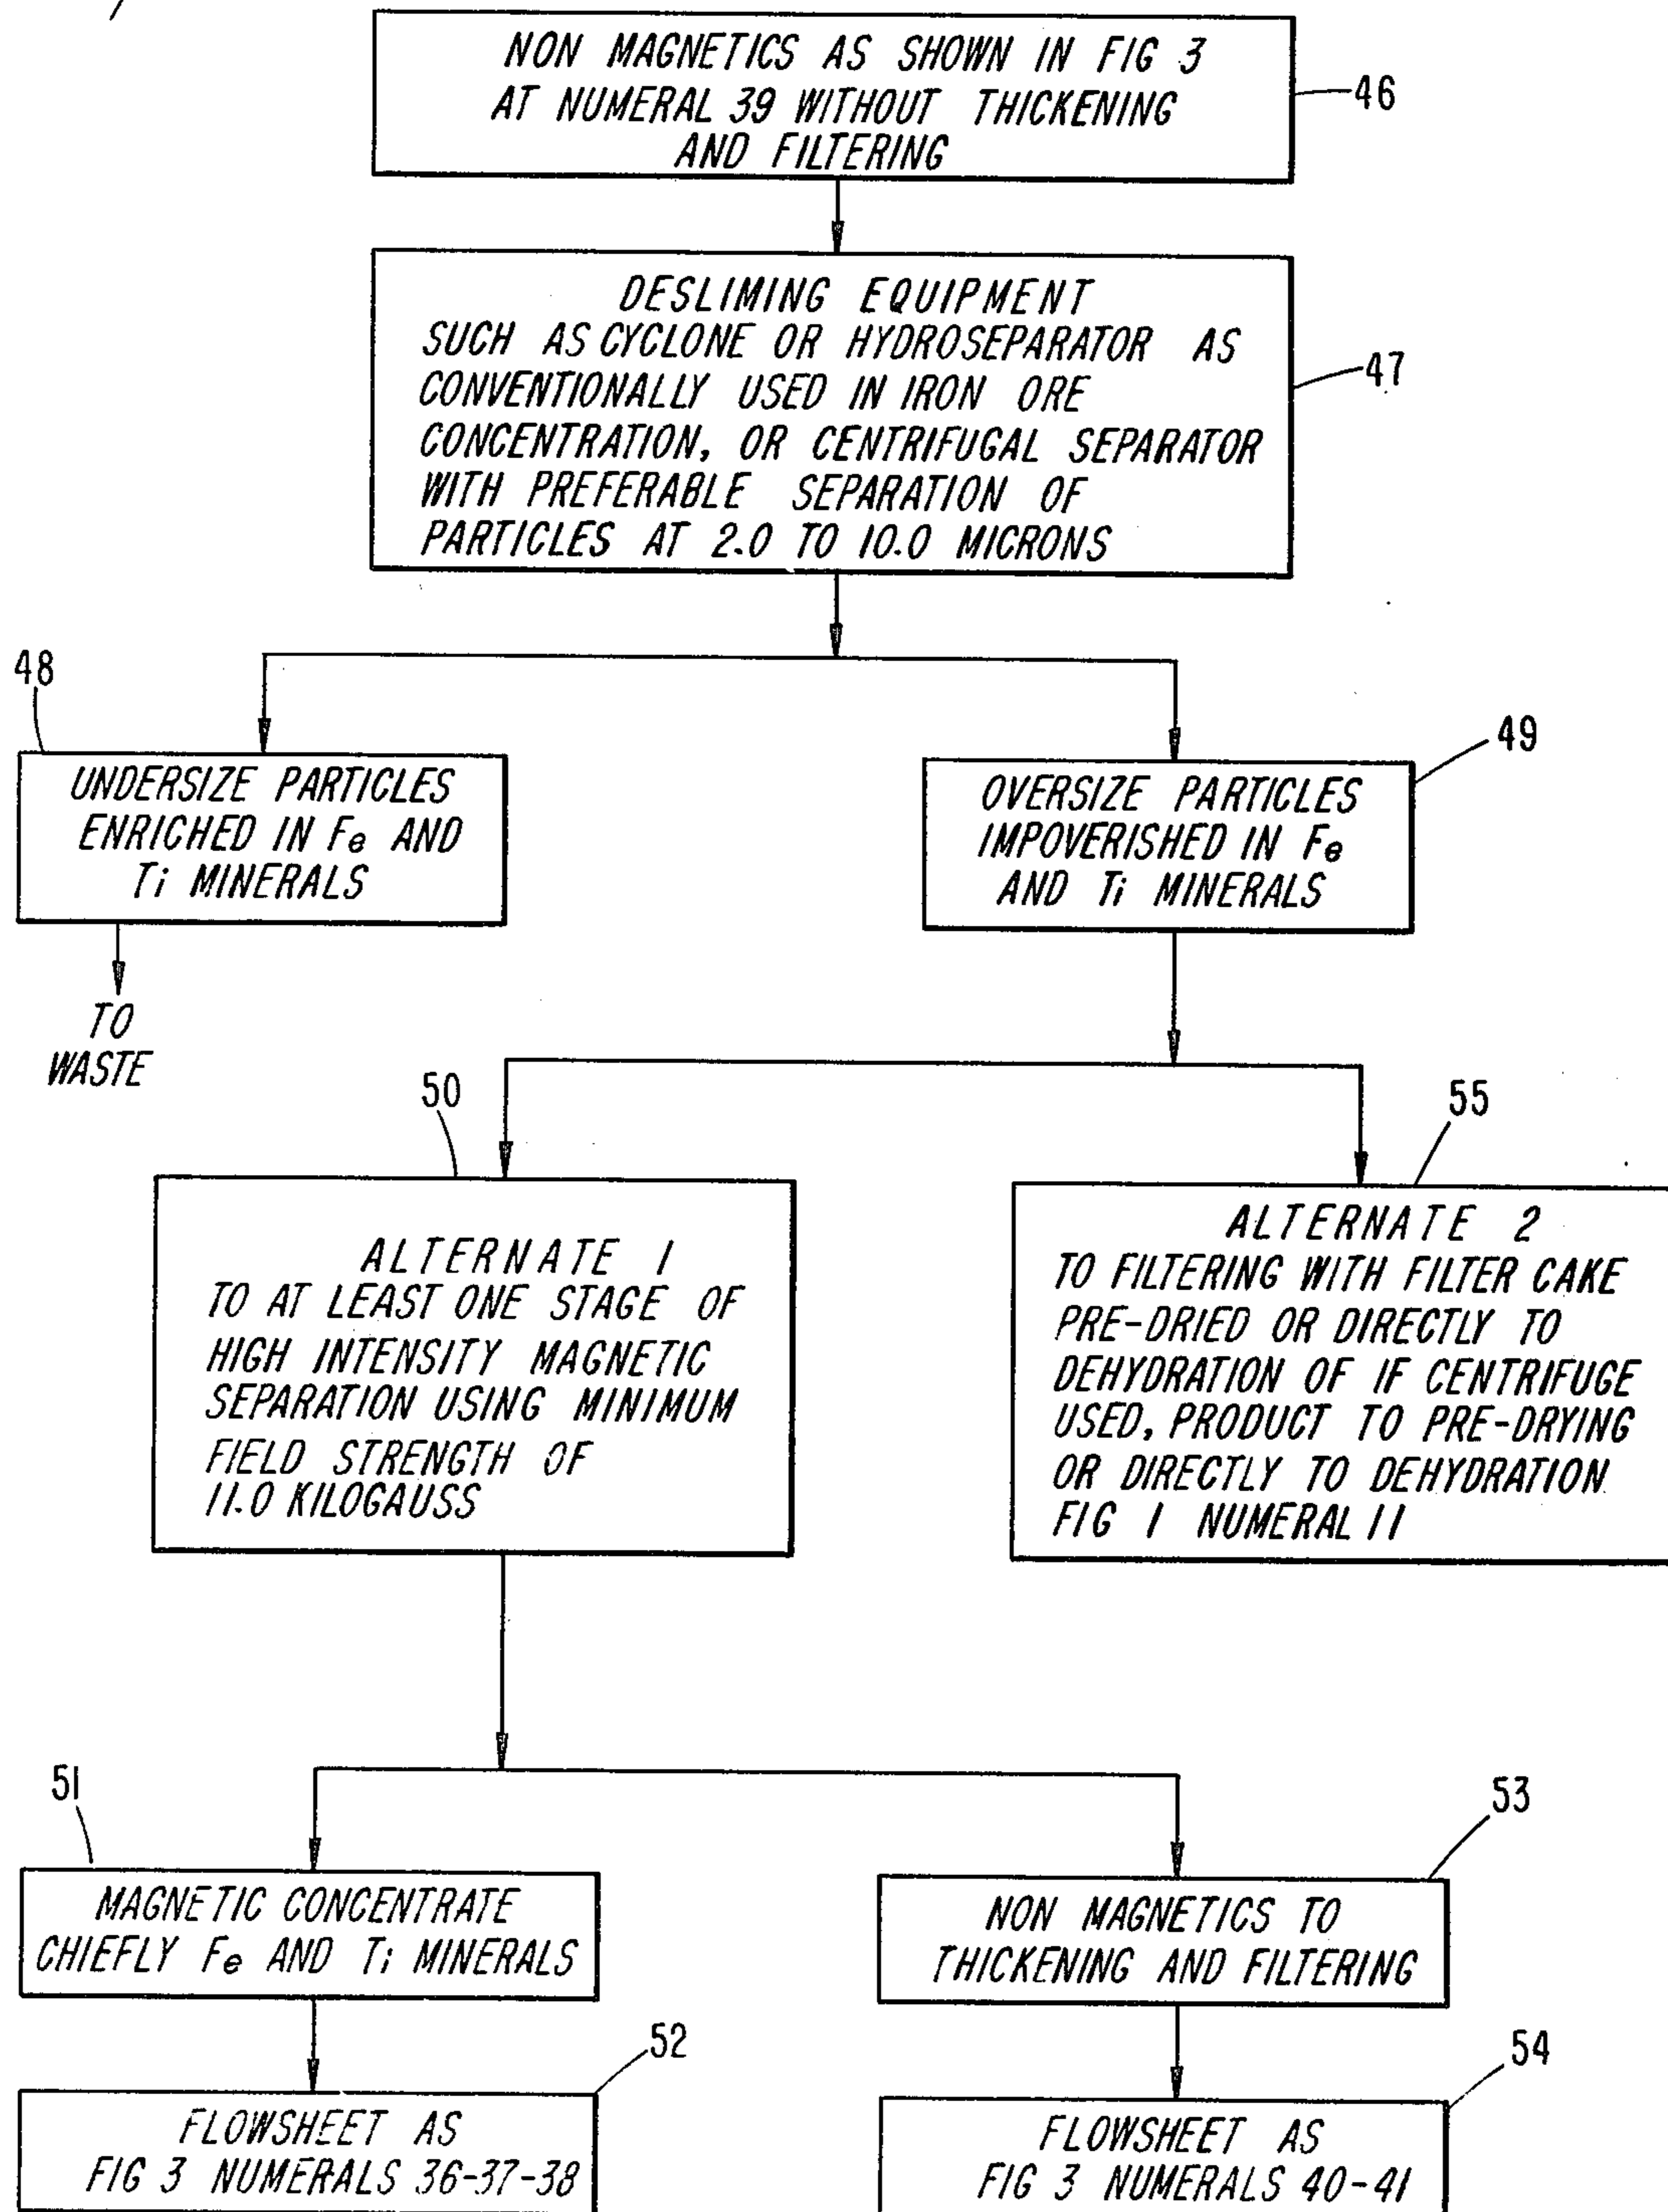 NON MAGNETICS AS SHOWN IN FIG 3
AT NUMERAL 39 WITHOUT THICKENING
AND FILTERING
46
DESLIMING EQUIPMENT
SUCH AS CYCLONE OR HYDROSEPARATOR AS
CONVENTIONALLY USED IN IRON ORE
CONCENTRATION, OR CENTRIFUGAL SEPARATOR
WITH PREFERABLE SEPARATION OF
PARTICLES AT 2.0 TO 10.0 MICRONS
47
48
UNDERSIZE PARTICLES
ENRICHED IN Fe AND
Ti MINERALS
TO
WASTE
49
OVERSIZE PARTICLES
IMPOVERISHED IN Fe
AND Ti MINERALS
50
ALTERNATE 1
TO AT LEAST ONE STAGE OF
HIGH INTENSITY MAGNETIC
SEPARATION USING MINIMUM
FIELD STRENGTH OF
11.0 KILOGAUSS
55
ALTERNATE 2
TO FILTERING WITH FILTER CAKE
PRE-DRIED OR DIRECTLY TO
DEHYDRATION OF IF CENTRIFUGE
USED, PRODUCT TO PRE-DRYING
OR DIRECTLY TO DEHYDRATION
FIG 1 NUMERAL 11
51
MAGNETIC CONCENTRATE
CHIEFLY Fe AND Ti MINERALS
53
NON MAGNETICS TO
THICKENING AND FILTERING
52
FLOWSHEET AS
FIG 3 NUMERALS 36-37-38
54
FLOWSHEET AS
FIG 3 NUMERALS 40-41